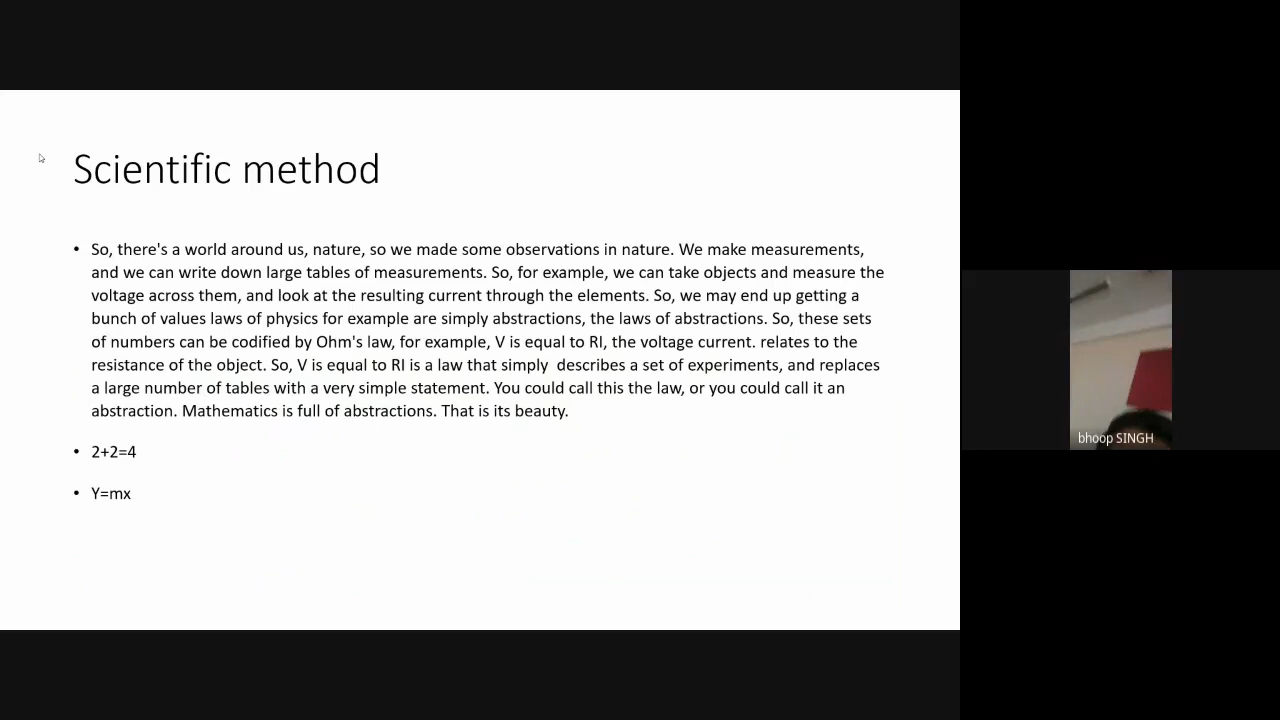 Scientific method
• So, there's a world around us, nature, so we made some observations in nature. We make measurements,
and we can write down large tables of measurements. So, for example, we can take objects and measure the
voltage across them, and look at the resulting current through the elements. So, we may end up getting a
bunch of values laws of physics for example are simply abstractions, the laws of abstractions. So, these sets
of numbers can be codified by Ohm's law, for example, V is equal to RI, the voltage current. relates to the
resistance of the object. So, V is equal to RI is a law that simply  describes a set of experiments, and replaces
a large number of tables with a very simple statement. You could call this the law, or you could call it an
abstraction. Mathematics is full of abstractions. That is its beauty.
• 2+2=4
• Y=mx
bhoop SINGH